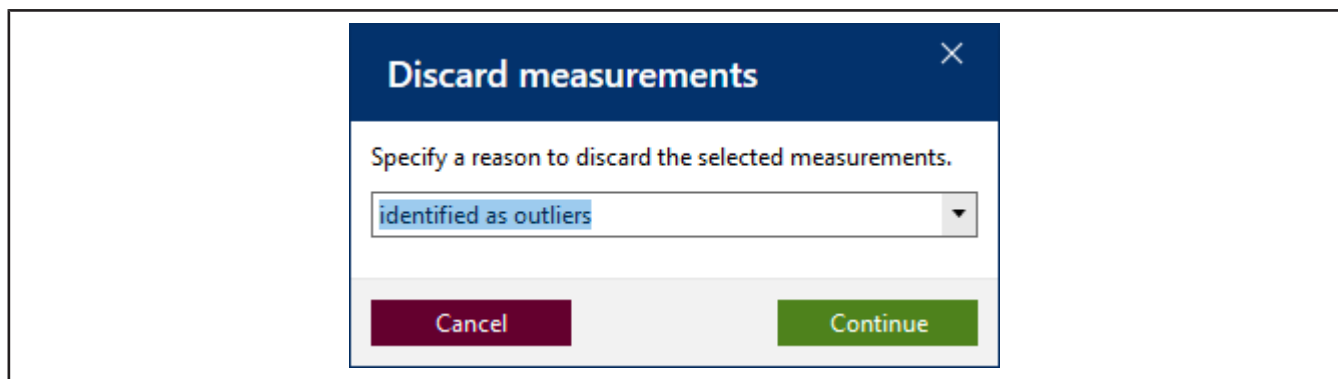 Discard measurements
Specify a reason to discard the selected measurements.
identified as outliers
Cancel
Continue